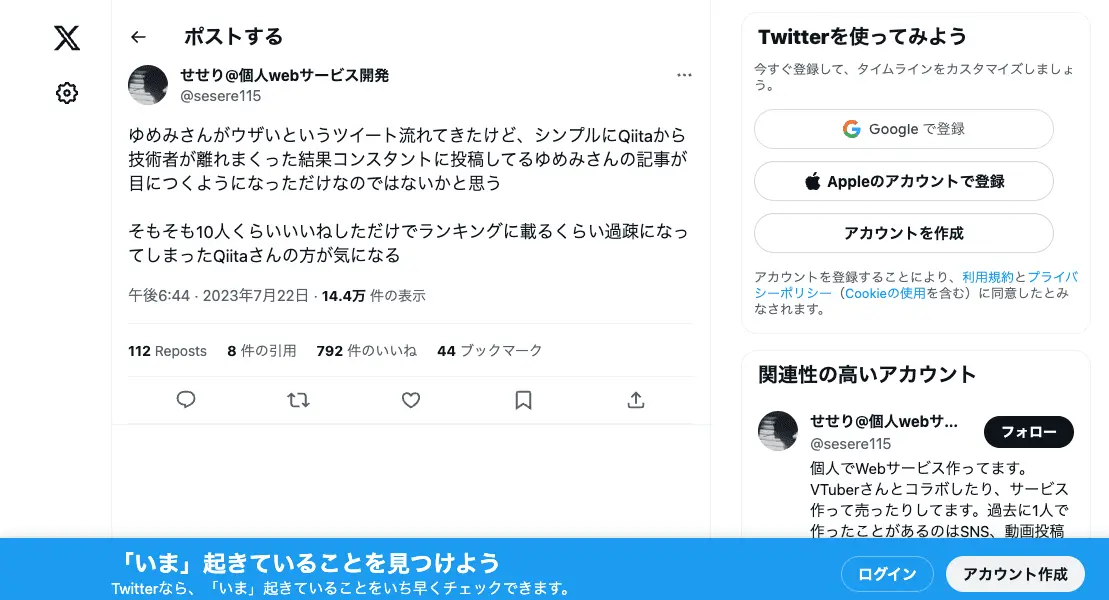 ポストする
せせり@個人webサービス開発
@sesere115
ゆめみさんがウザいというツイート流れてきたけど、シンプルにQiitaから
技術者が離れまくった結果コンスタントに投稿してるゆめみさんの記事が
目につくようになっただけなのではないかと思う
そもそも10人くらいいいねしただけでランキングに載るくらい過疎になっ
てしまったQiitaさんの方が気になる
午後6:44 · 2023年7月22日 · 14.4万 件の表示
112 Reposts 8 件の引用 792 件のいいね 44 ブックマーク
Twitterを使ってみよう
今すぐ登録して、タイムラインをカスタマイズしましょ
う。
Google で登録
Appleのアカウントで登録
アカウントを作成
アカウントを登録することにより、利用規約とプライバ
シーポリシー（Cookieの使用を含む）に同意したとみ
なされます。
関連性の高いアカウント
せせり@個人webサ...
@sesere115
フォロー
個人でWebサービス作ってます。
VTuberさんとコラボしたり、サービス
作って売ったりしてます。過去に1人で
作ったことがあるのはSNS、動画投稿
「いま」起きていることを見つけよう
Twitterなら、「いま」起きていることをいち早くチェックできます。
ログイン
アカウント作成